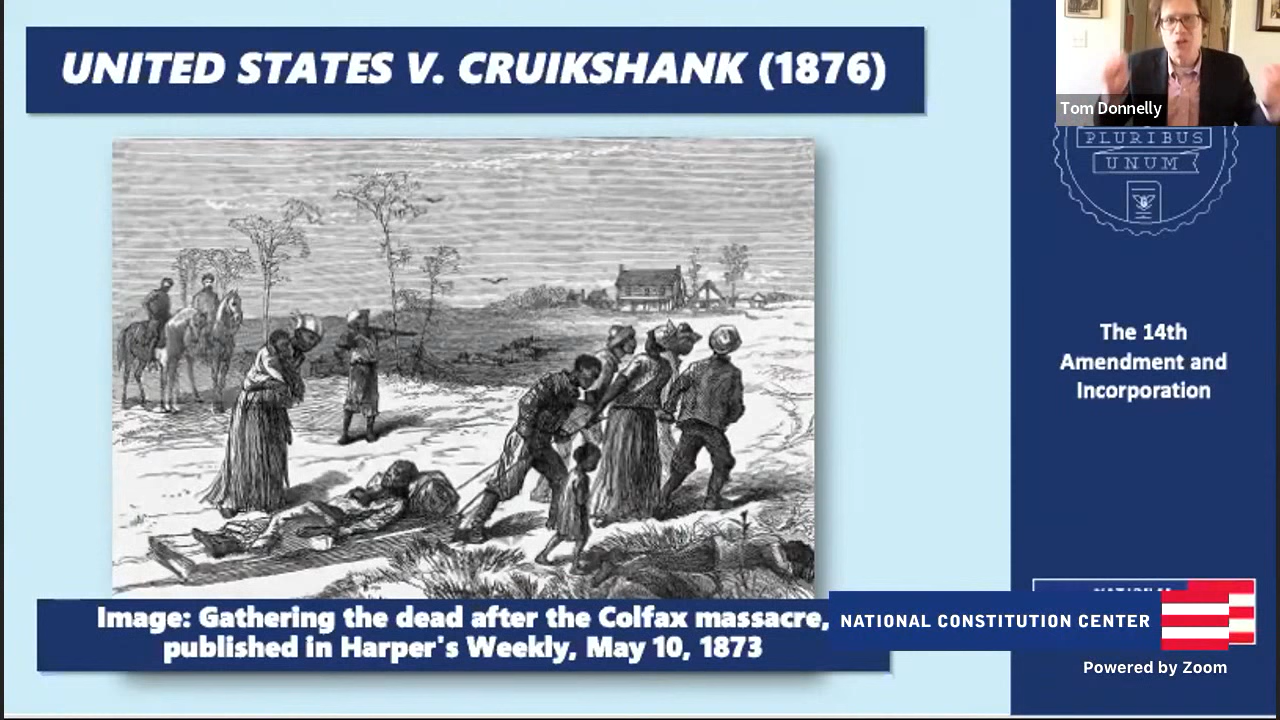 UNITED STATES V. CRUIKSHANK (1876)
Tom Donnelly
PLURIBUS
UNUM
The 14th
Amendment and
Incorporation
Image: Gathering the dead after the Colfax massacre,
published in Harper's Weekly, May 10, 1873
NATIONAL CONSTITUTION CENTER
Powered by Zoom